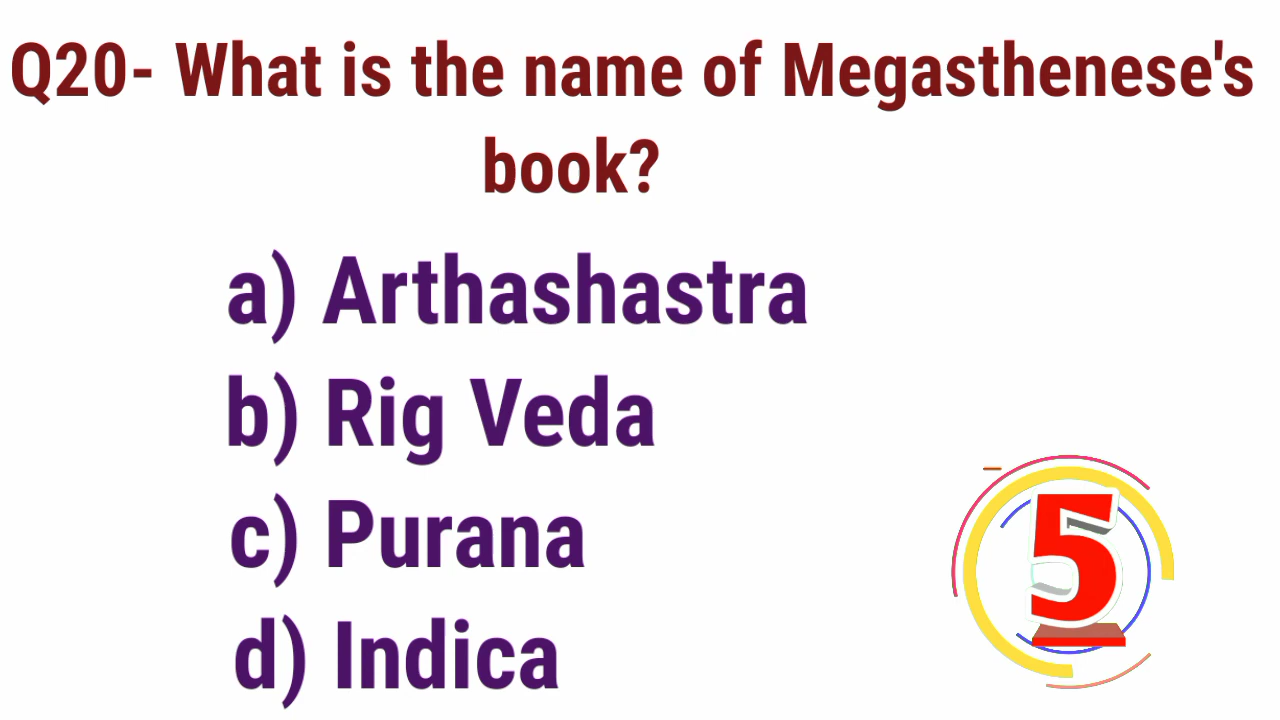 Q20- What is the name of Megasthenese's
book?
a) Arthashastra
b) Rig Veda
c) Purana
d) Indica
5